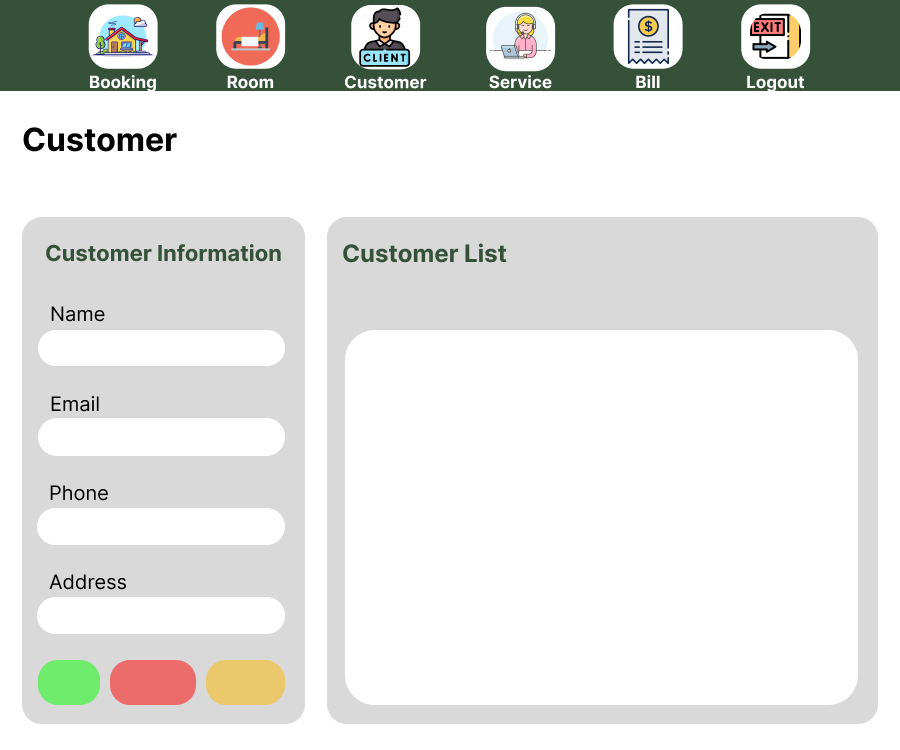 EXIT
CLIENT
Booking
Room
Customer
Service
Bill
Logout
Customer
Customer Information
Customer List
Name
Email
Phone
Address